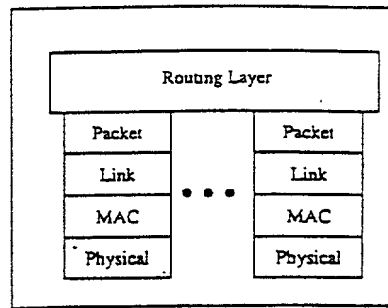 Routing Layer
Packet
Packet
Link
Link
MAC
MAC
Physical
Physical